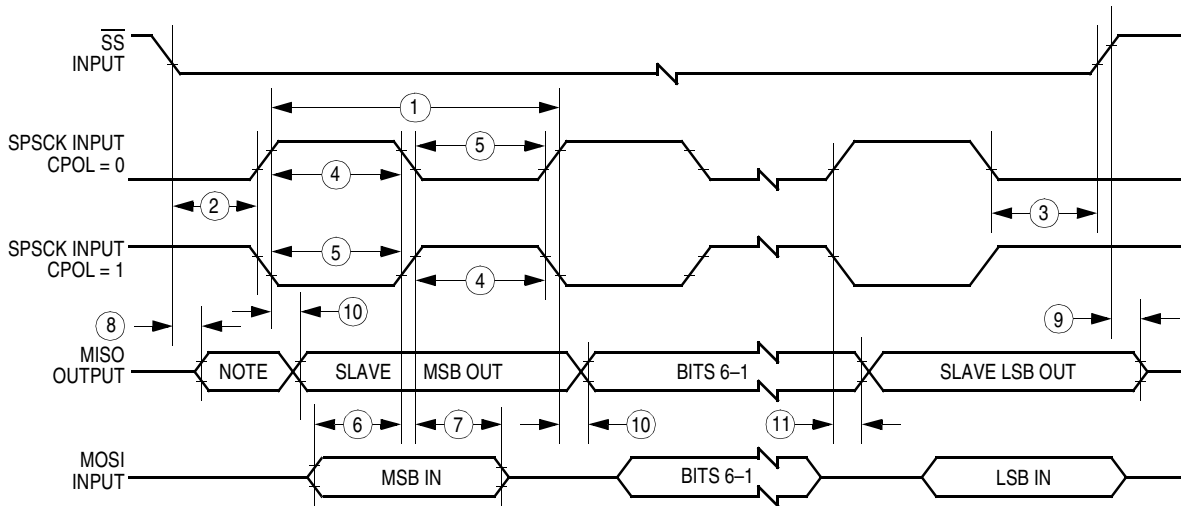 SS
INPUT
1
SPSCK INPUT
CPOL = 0
5
4
2
3
SPSCK INPUT
CPOL = 1
5
4
8
10
9
MISO
OUTPUT
NOTE
SLAVE MSB OUT
BITS 6–1
SLAVE LSB OUT
6
7
10
11
MOSI
INPUT
MSB IN
BITS 6–1
LSB IN